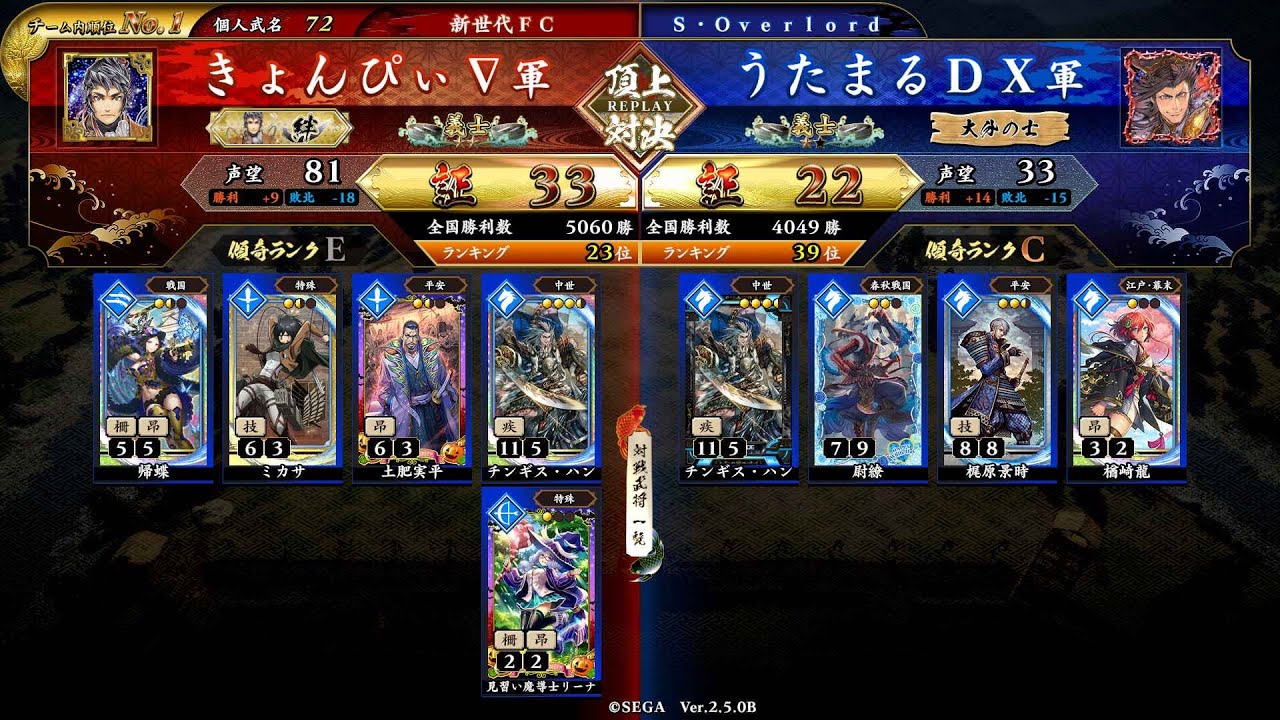 チーム内順位 No.1 個人武名 72 新世代FC S・Overlord
きょんぴぃ∇軍 頂上 REPLAY 対決 うたまるDX軍
絆 義士 義士 大外の士
声望 81 証 33 証 22 声望 33
勝利 +9 敗北 -18 勝利 +14 敗北 -15
全国勝利数 5060勝 全国勝利数 4049勝
傾奇ランクE ランキング 23位 ランキング 39位 傾奇ランクC
戦国 特殊 平安 中世 中世 春秋戦国 平安 江戸・幕末
柵 昂 技 昂 疾 疾 技 昂
5 5 6 3 6 3 11 5 11 5 7 9 8 8 3 2
帰蝶 ミカサ 土肥実平 チンギス・ハン チンギス・ハン 尉繚 梶原景時 楢崎龍
対戦武将一覧
特殊
柵 昂
2 2
見習い魔導士リーナ
©SEGA Ver.2.5.0B